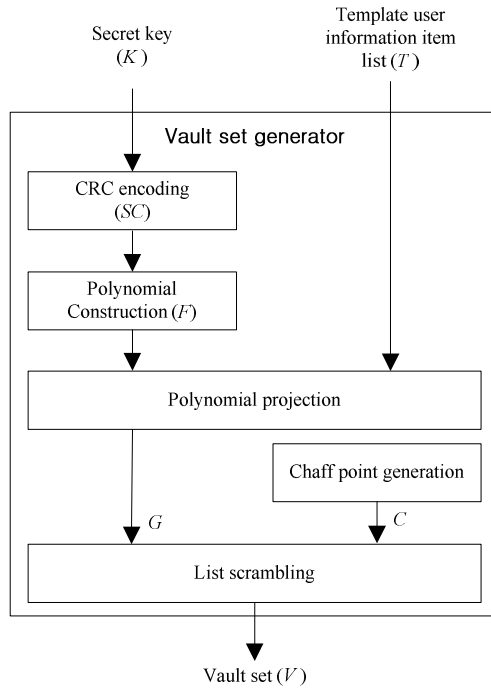 Secret key
(K)
Template user
information item
list (T)
Vault set generator
CRC encoding
(SC)
Polynomial
Construction (F)
Polynomial projection
Chaff point generation
G
C
List scrambling
Vault set (V)